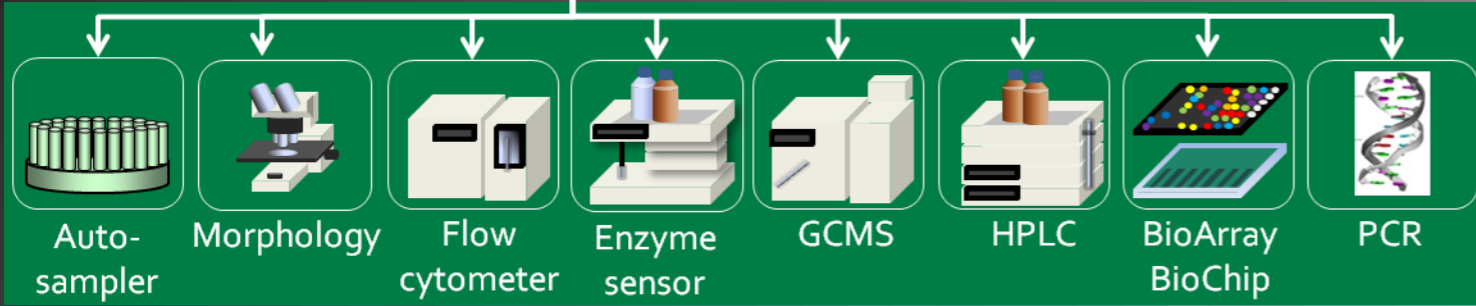 Auto-
sampler
Morphology
Flow
cytometer
Enzyme
sensor
GCMS
HPLC
BioArray
BioChip
PCR